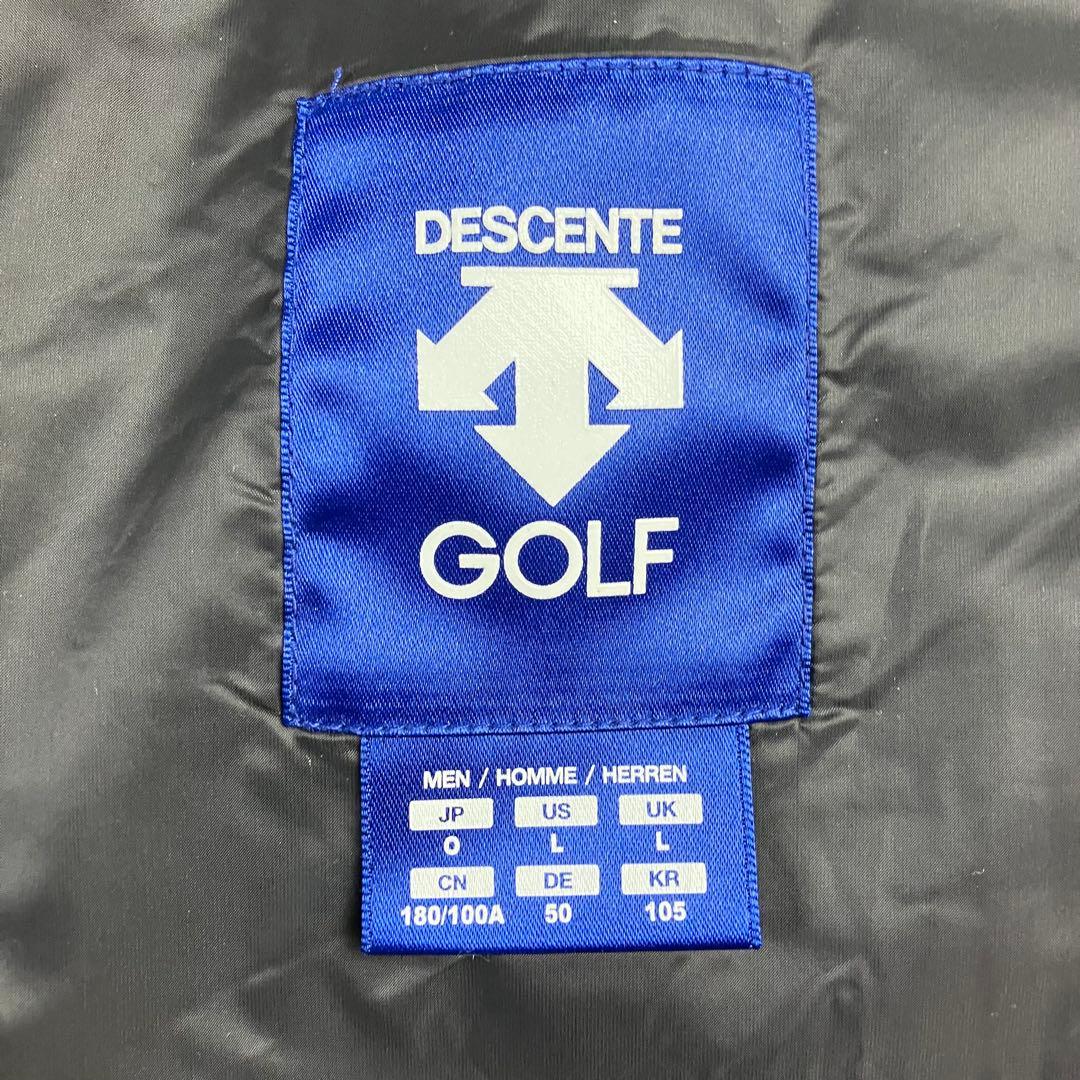 DESCENTE
GOLF
MEN / HOMME / HERREN
JP US UK
O L L
CN DE KR
180/100A 50 105